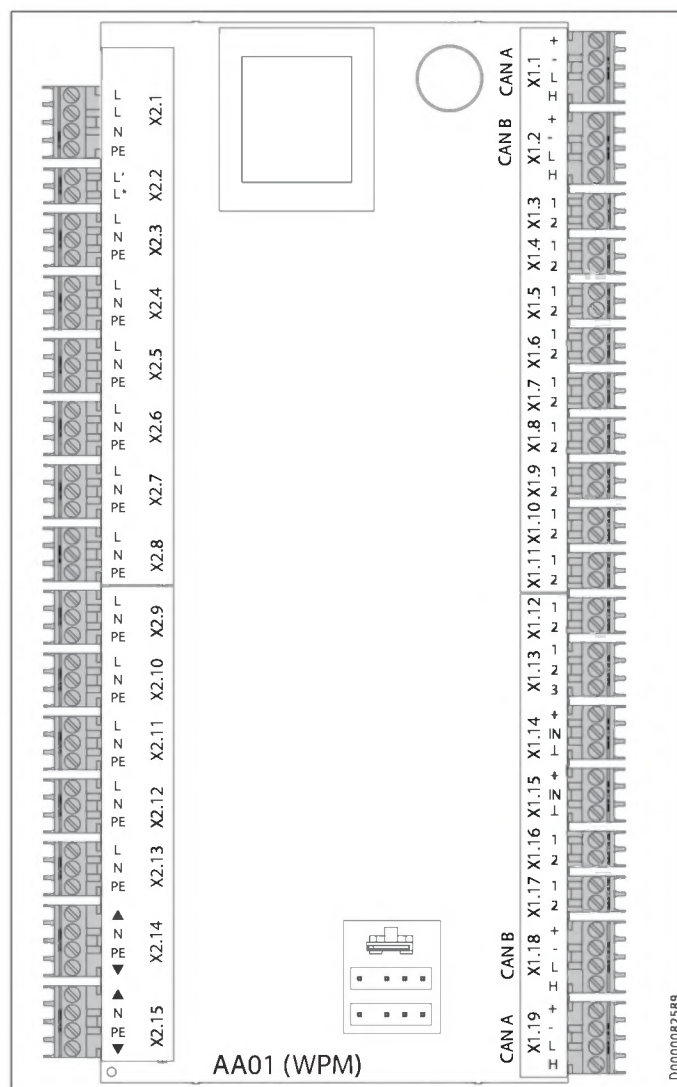 L
L
N
PE
X2.1
L'
L*
X2.2
L
N
PE
X2.3
L
N
PE
X2.4
L
N
PE
X2.5
L
N
PE
X2.6
L
N
PE
X2.7
L
N
PE
X2.8
L
N
PE
X2.9
L
N
PE
X2.10
L
N
PE
X2.11
L
N
PE
X2.12
L
N
PE
X2.13
▲
N
PE
▼
X2.14
▲
N
PE
▼
X2.15
CAN A
X1.1
+
-
L
H
CAN B
X1.2
+
-
L
H
X1.3
1
2
X1.4
1
2
X1.5
1
2
X1.6
1
2
X1.7
1
2
X1.8
1
2
X1.9
1
2
X1.10
1
2
X1.11
1
2
X1.12
1
2
X1.13
1
2
3
X1.14
+
IN
⊥
X1.15
+
IN
⊥
X1.16
1
2
X1.17
1
2
CAN B
X1.18
+
-
L
H
CAN A
X1.19
+
-
L
H
AA01 (WPM)
D0000082589